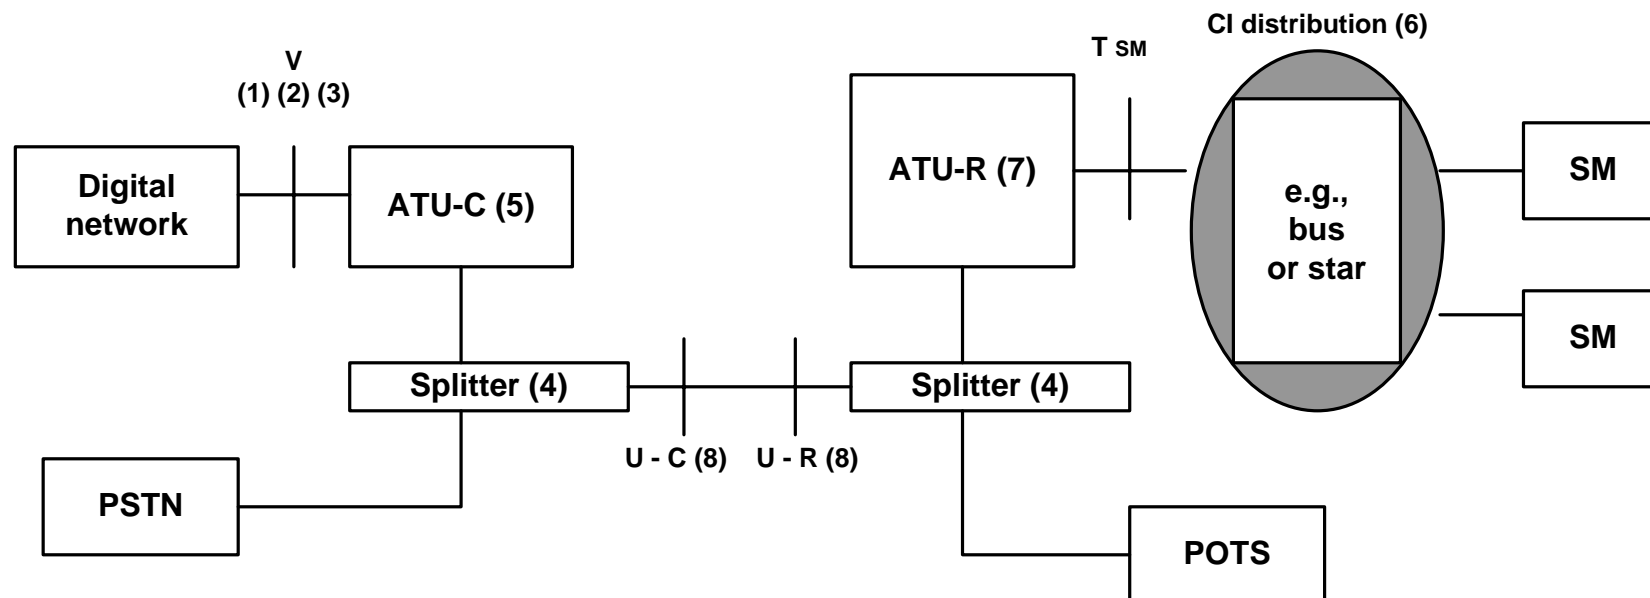 CI distribution (6)
V
(1) (2) (3)
T SM
Digital
network
ATU-C (5)
ATU-R (7)
e.g.,
bus
or star
SM
SM
Splitter (4)
Splitter (4)
U - C (8)
U - R (8)
PSTN
POTS